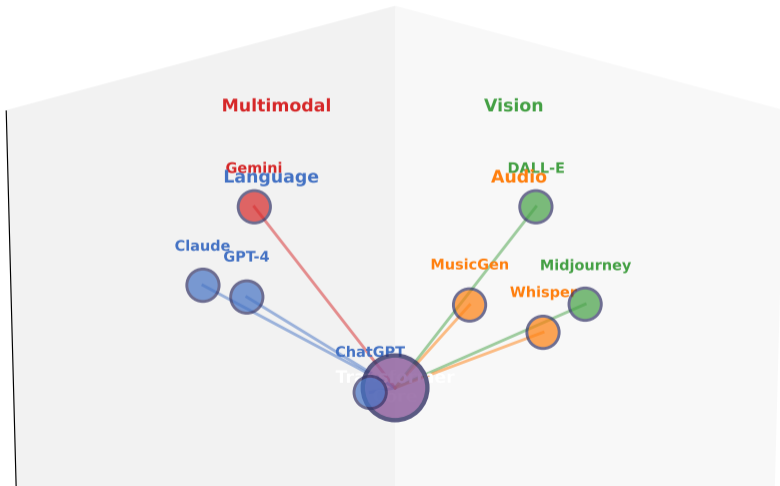 Multimodal
Vision
Gemini
DALL-E
Language
Audio
Claude
GPT-4
MusicGen
Midjourney
Whisper
ChatGPT